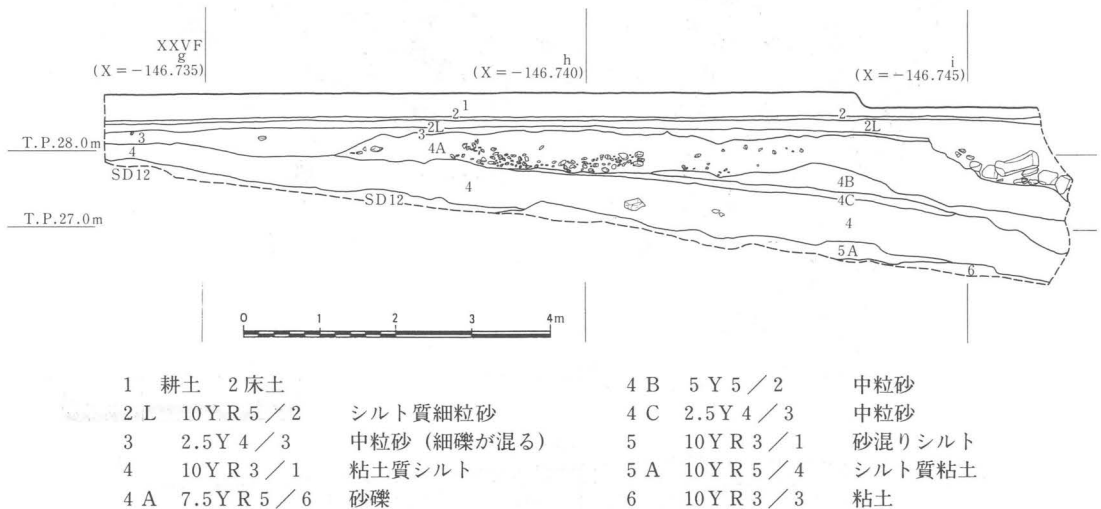 XXVF
g
(X=-146.735)
h
(X=-146.740)
i
(X=-146.745)
1
2
2
2L
2L
3
3
T.P.28.0m
4
4A
SD12
4B
4C
SD12
4
4
T.P.27.0m
5A
6
0 1 2 3 4m
1 耕土 2床土
2L 10YR5/2 シルト質細粒砂
3 2.5Y4/3 中粒砂(細礫が混る)
4 10YR3/1 粘土質シルト
4A 7.5YR5/6 砂礫
4B 5Y5/2 中粒砂
4C 2.5Y4/3 中粒砂
5 10YR3/1 砂混りシルト
5A 10YR5/4 シルト質粘土
6 10YR3/3 粘土